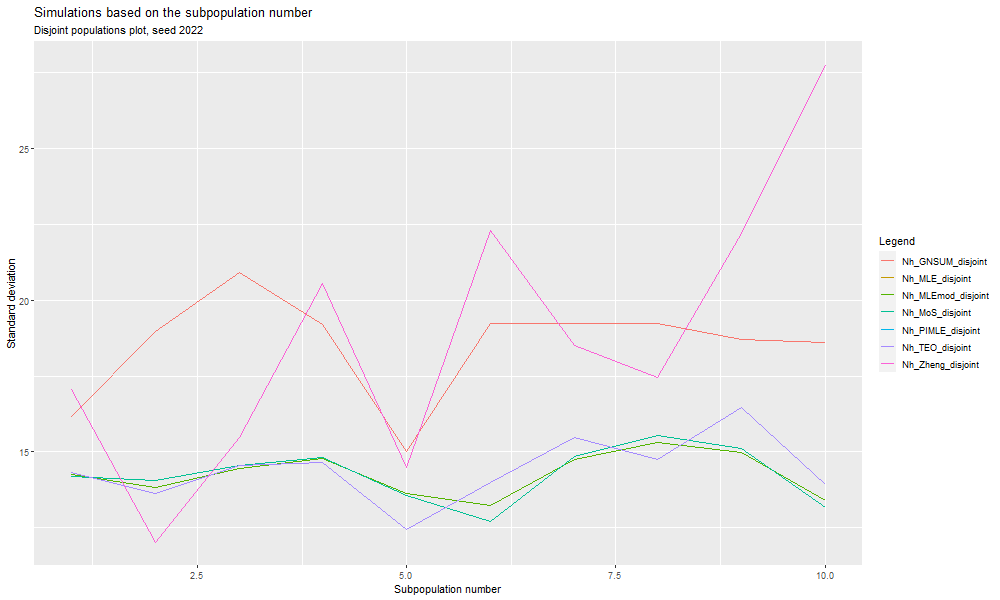 Simulations based on the subpopulation number
Disjoint populations plot, seed 2022
25
20
15
Standard deviation
2.5
5.0
7.5
10.0
Subpopulation number
Legend
Nh_GNSUM_disjoint
Nh_MLE_disjoint
Nh_MLEmod_disjoint
Nh_MoS_disjoint
Nh_PIMLE_disjoint
Nh_TEO_disjoint
Nh_Zheng_disjoint